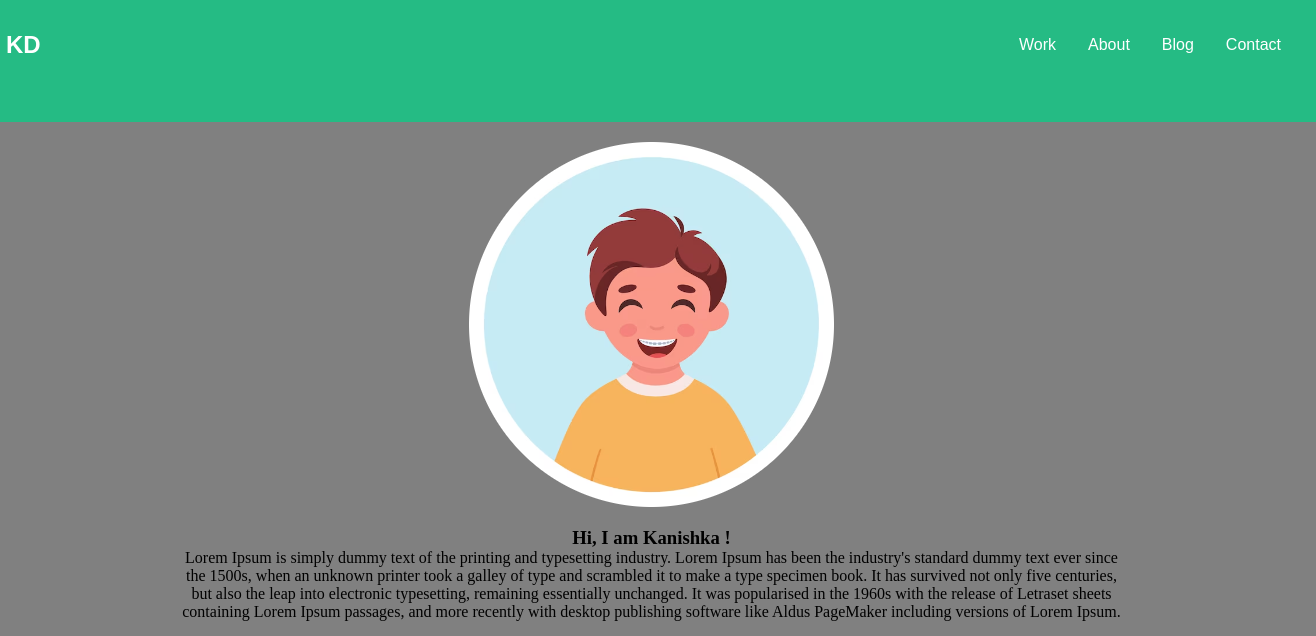 KD
Work About Blog Contact
Hi, I am Kanishka !
Lorem Ipsum is simply dummy text of the printing and typesetting industry. Lorem Ipsum has been the industry's standard dummy text ever since
the 1500s, when an unknown printer took a galley of type and scrambled it to make a type specimen book. It has survived not only five centuries,
but also the leap into electronic typesetting, remaining essentially unchanged. It was popularised in the 1960s with the release of Letraset sheets
containing Lorem Ipsum passages, and more recently with desktop publishing software like Aldus PageMaker including versions of Lorem Ipsum.